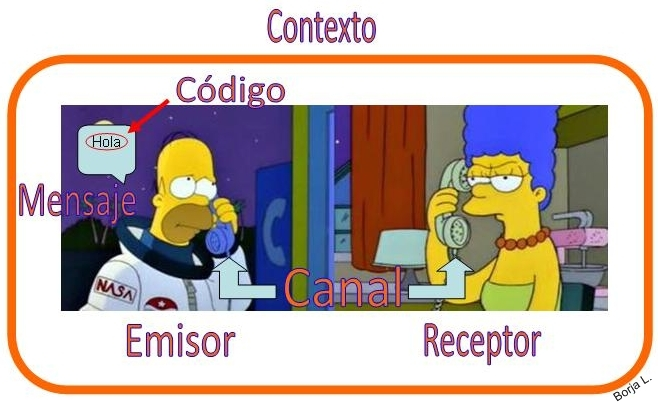 Contexto
Código
Hola
Mensaje
NASA
Canal
Emisor
Receptor
Borja L.